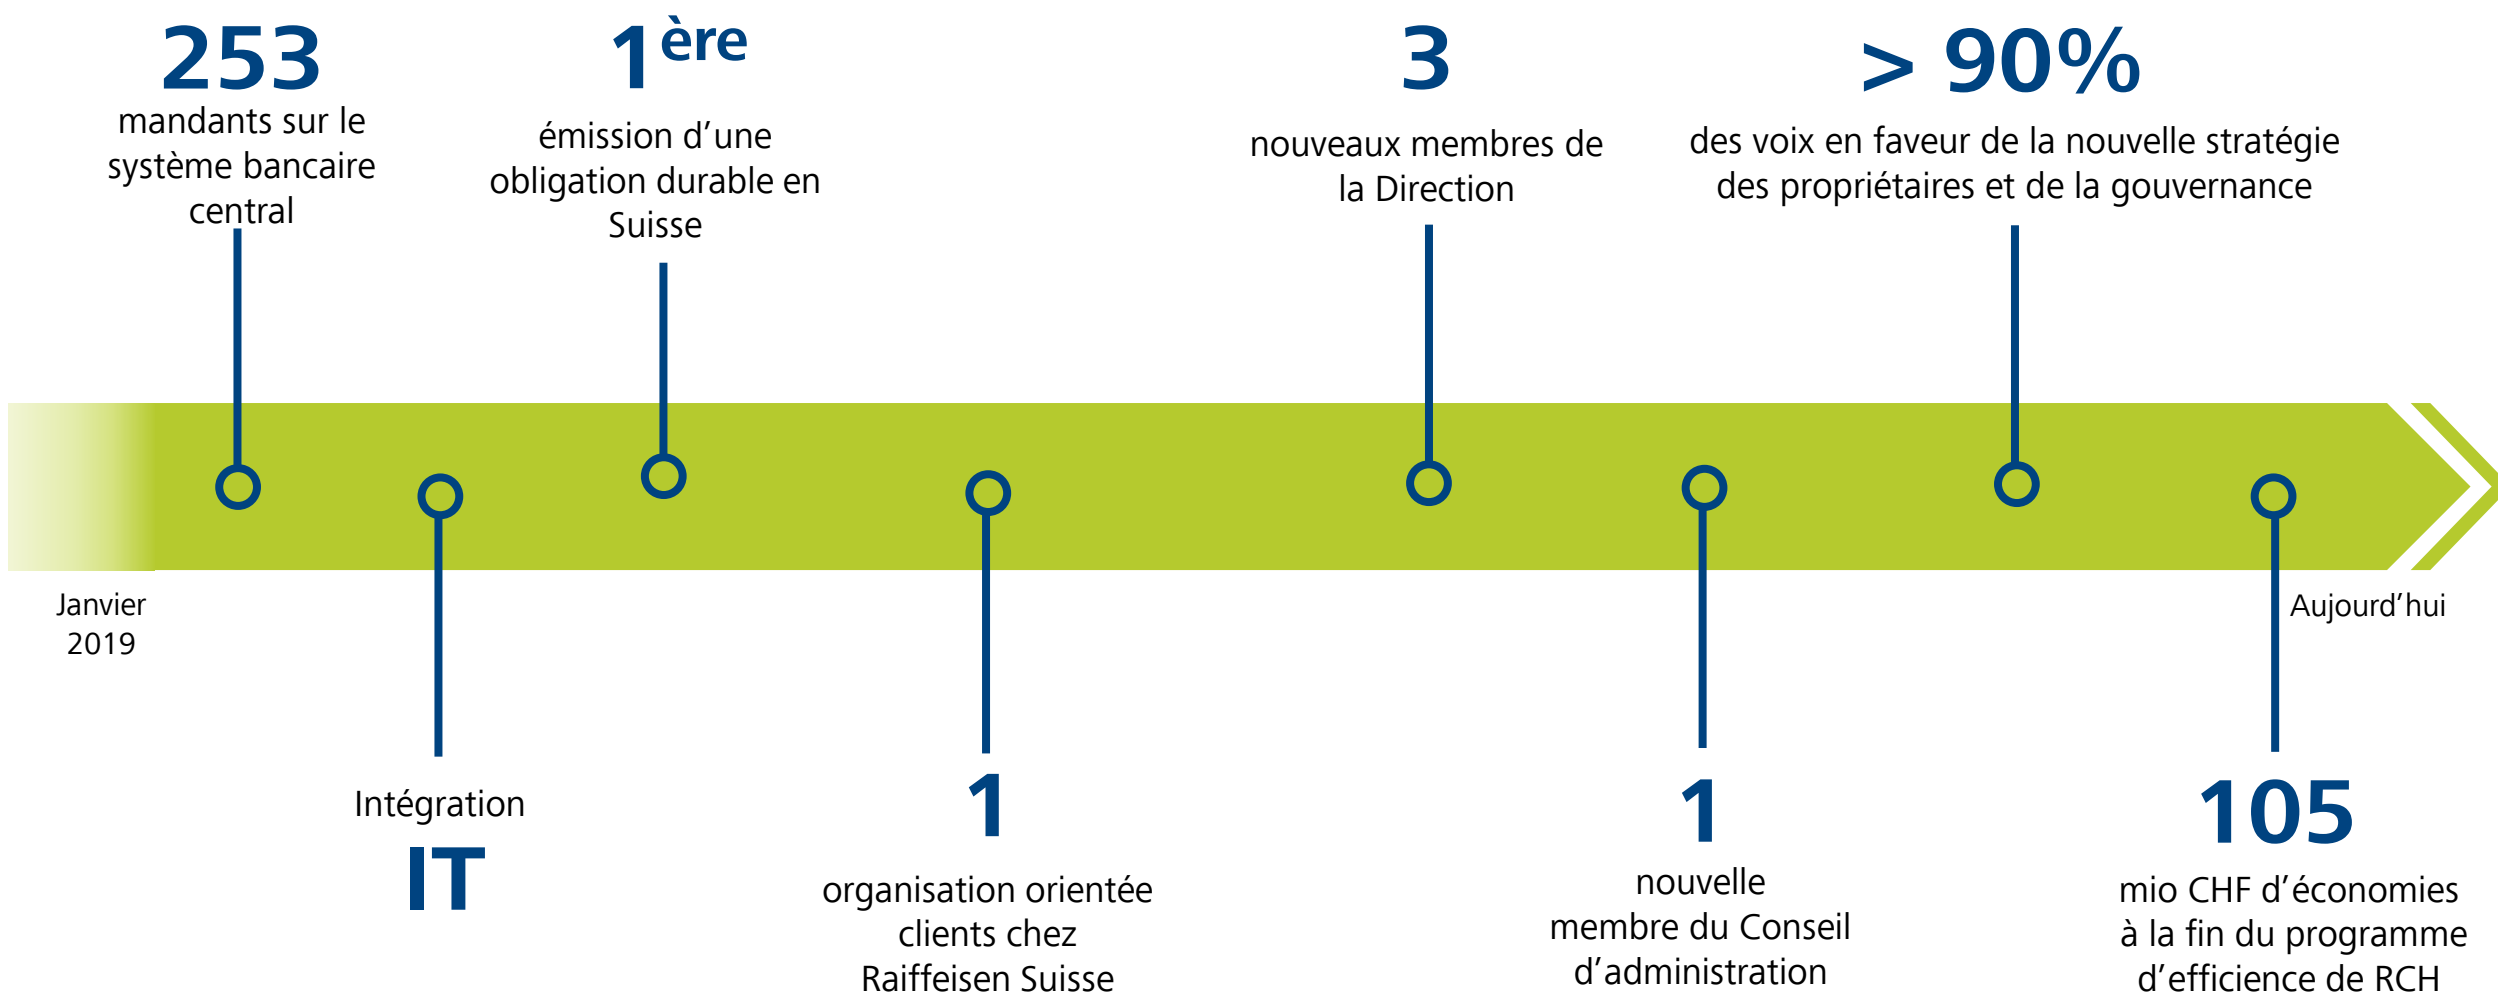 253
mandants sur le
système bancaire
central
1ère
émission d’une
obligation durable en
Suisse
3
nouveaux membres de
la Direction
> 90%
des voix en faveur de la nouvelle stratégie
des propriétaires et de la gouvernance
Janvier
2019
Aujourd’hui
Intégration
IT
1
organisation orientée
clients chez
Raiffeisen Suisse
1
nouvelle
membre du Conseil
d’administration
105
mio CHF d’économies
à la fin du programme
d’efficience de RCH